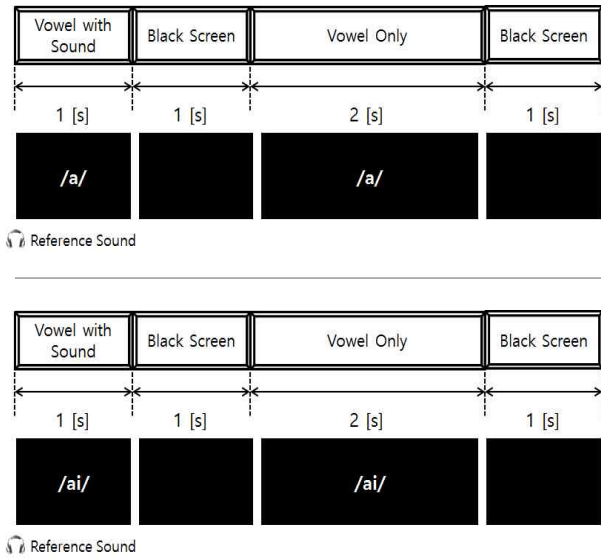 Vowel with
Sound
Black Screen
Vowel Only
Black Screen
1 [s]
1 [s]
2 [s]
1 [s]
/a/
/a/
Reference Sound
Vowel with
Sound
Black Screen
Vowel Only
Black Screen
1 [s]
1 [s]
2 [s]
1 [s]
/ai/
/ai/
Reference Sound